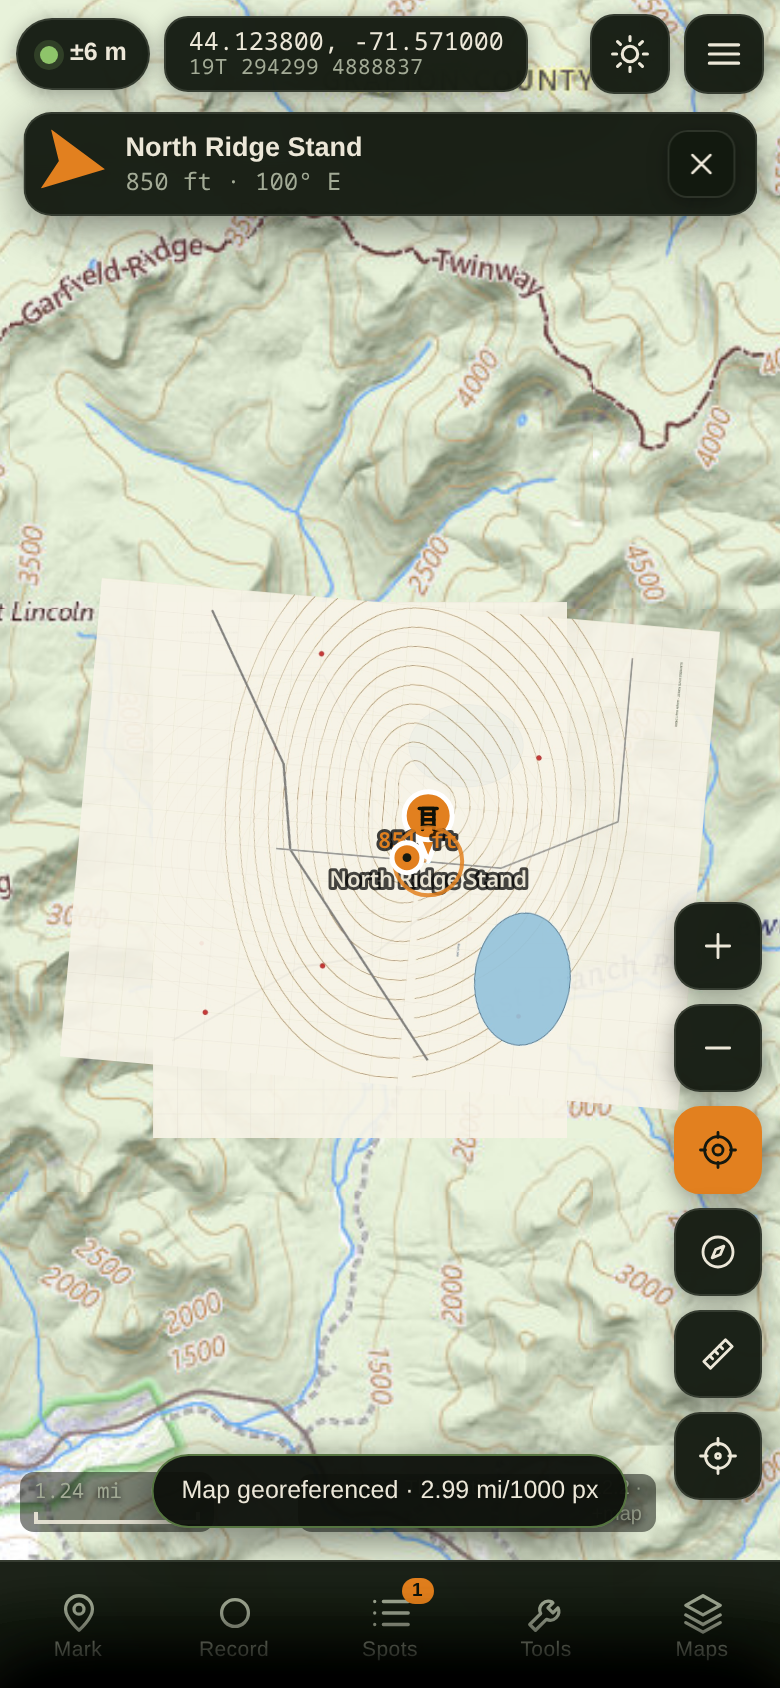 ±6 m
44.123800, -71.571000
19T 294299 4888837
COUNTY
North Ridge Stand
850 ft · 100° E
Garfield-Ridge
Twinway
4000
4000
3500
2500
4500
t Lincoln
ft
North Ridge Stand
2500
2000
2000
1500
2000
3000
1500
1.24 mi
Map georeferenced · 2.99 mi/1000 px
1
Mark
Record
Spots
Tools
Maps